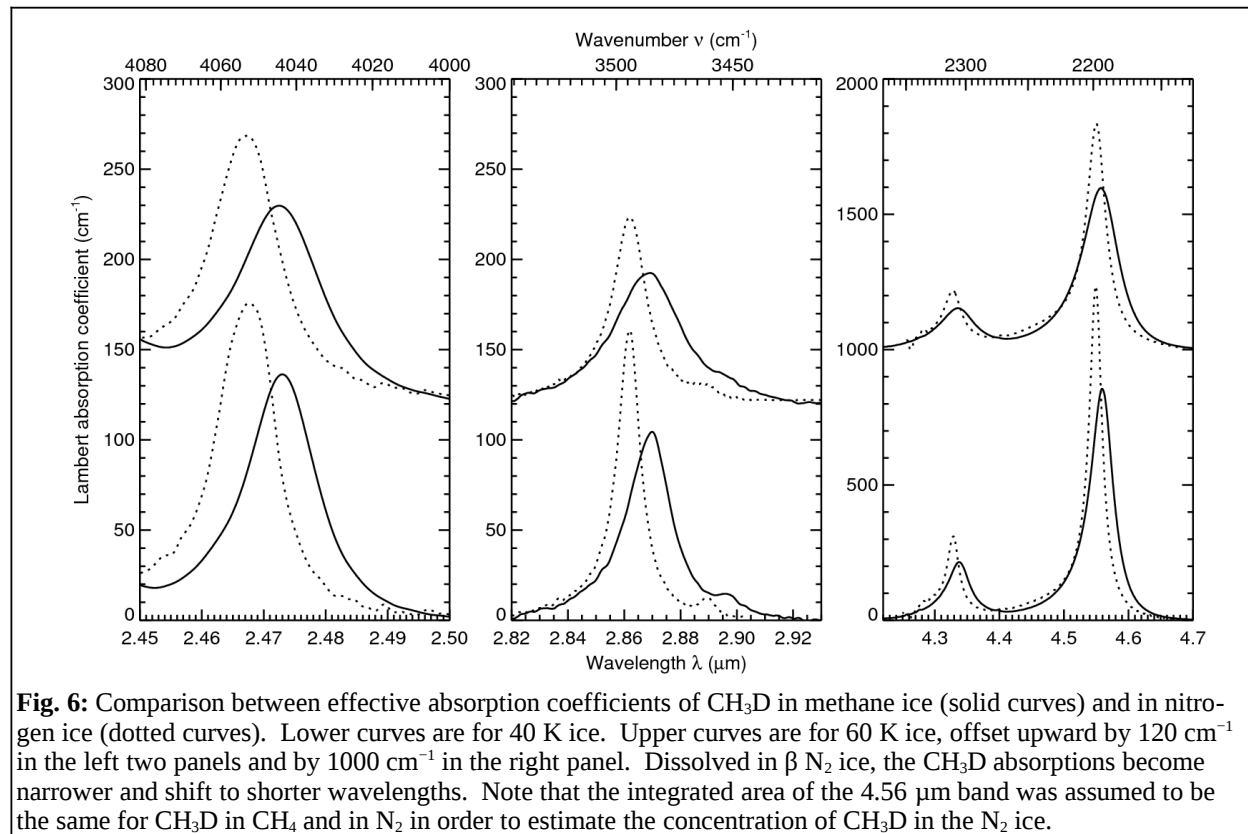 Wavenumber ν (cm⁻¹)
4080 4060 4040 4020 4000 3500 3450 2300 2200
300 300 2000
250 250
1500
200 200
150 150 1000
100 100
500
50 50
0 0 0
Lambert absorption coefficient (cm⁻¹)
2.45 2.46 2.47 2.48 2.49 2.50 2.82 2.84 2.86 2.88 2.90 2.92 4.3 4.4 4.5 4.6 4.7
Wavelength λ (μm)
Fig. 6: Comparison between effective absorption coefficients of CH₃D in methane ice (solid curves) and in nitro-
gen ice (dotted curves). Lower curves are for 40 K ice. Upper curves are for 60 K ice, offset upward by 120 cm⁻¹
in the left two panels and by 1000 cm⁻¹ in the right panel. Dissolved in β N₂ ice, the CH₃D absorptions become
narrower and shift to shorter wavelengths. Note that the integrated area of the 4.56 μm band was assumed to be
the same for CH₃D in CH₄ and in N₂ in order to estimate the concentration of CH₃D in the N₂ ice.